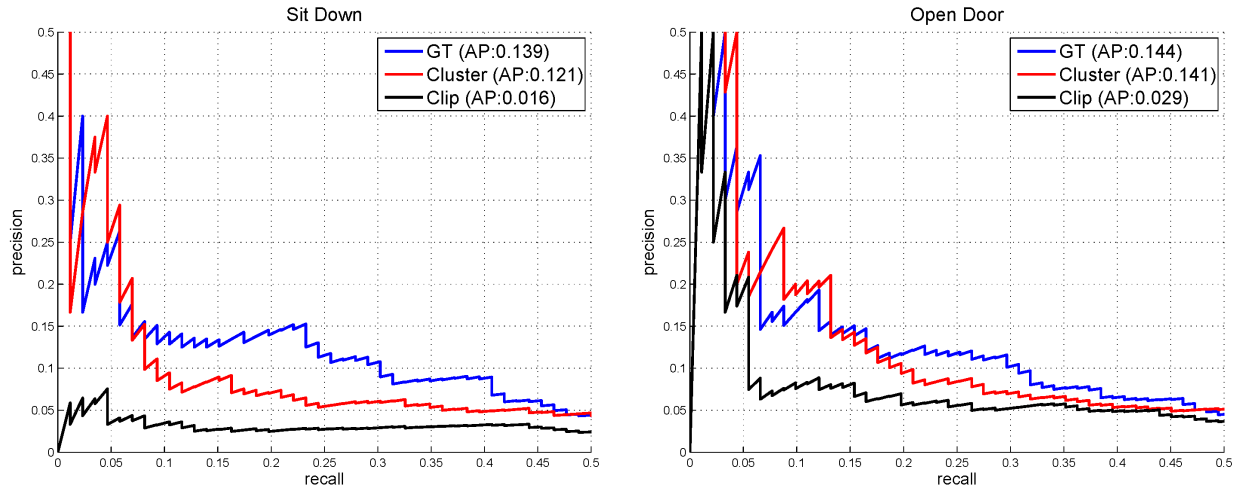 Sit Down
0.5
0.45
0.4
0.35
0.3
0.25
0.2
0.15
0.1
0.05
0
precision
GT (AP:0.139)
Cluster (AP:0.121)
Clip (AP:0.016)
0 0.05 0.1 0.15 0.2 0.25 0.3 0.35 0.4 0.45 0.5
recall
Open Door
0.5
0.45
0.4
0.35
0.3
0.25
0.2
0.15
0.1
0.05
0
precision
GT (AP:0.144)
Cluster (AP:0.141)
Clip (AP:0.029)
0 0.05 0.1 0.15 0.2 0.25 0.3 0.35 0.4 0.45 0.5
recall